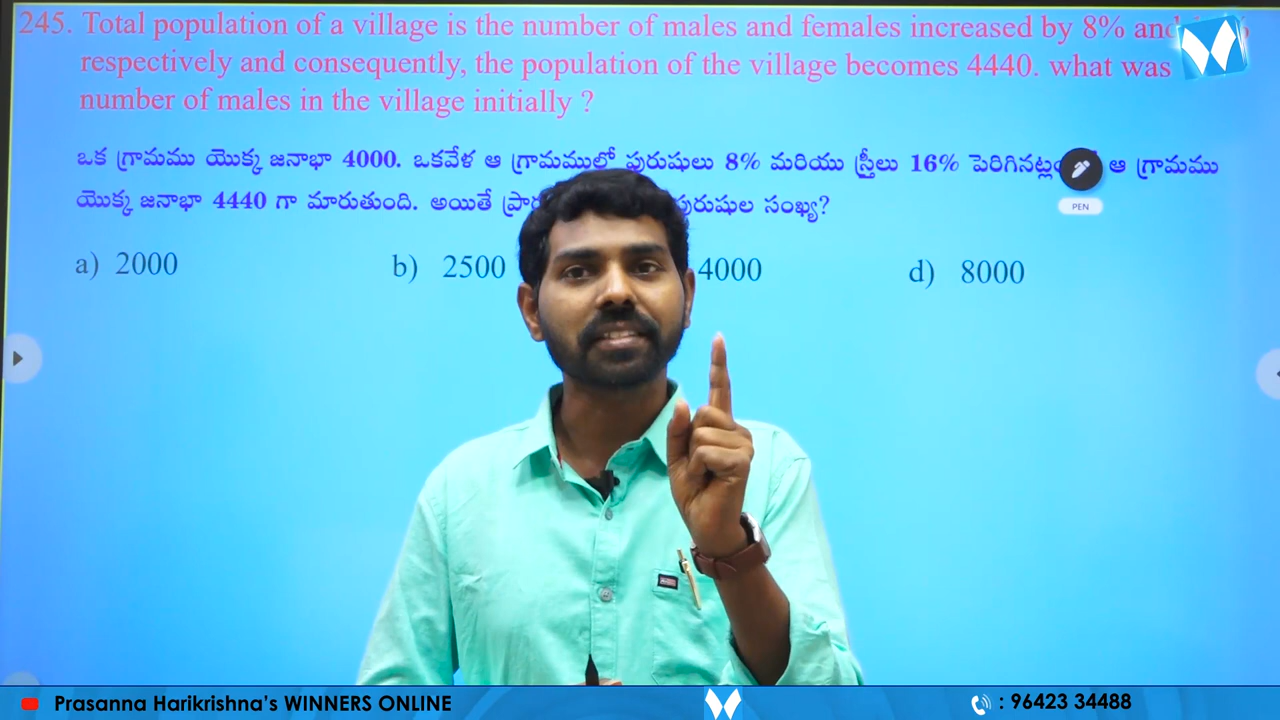 245. Total population of a village is the number of males and females increased by 8% and
respectively and consequently, the population of the village becomes 4440. what was
number of males in the village initially ?
ఒక గ్రామము యొక్క జనాభా 4000. ఒకవేళ ఆ గ్రామములో పురుషులు 8% మరియు స్త్రీలు 16% ఆ గ్రామము
యొక్క జనాభా 4440 గా మారుతుంది. అయితే పురుషుల సంఖ్య?
a) 2000 b) 2500 4000 d) 8000
PEN
Prasanna Harikrishna's WINNERS ONLINE : 96423 34488